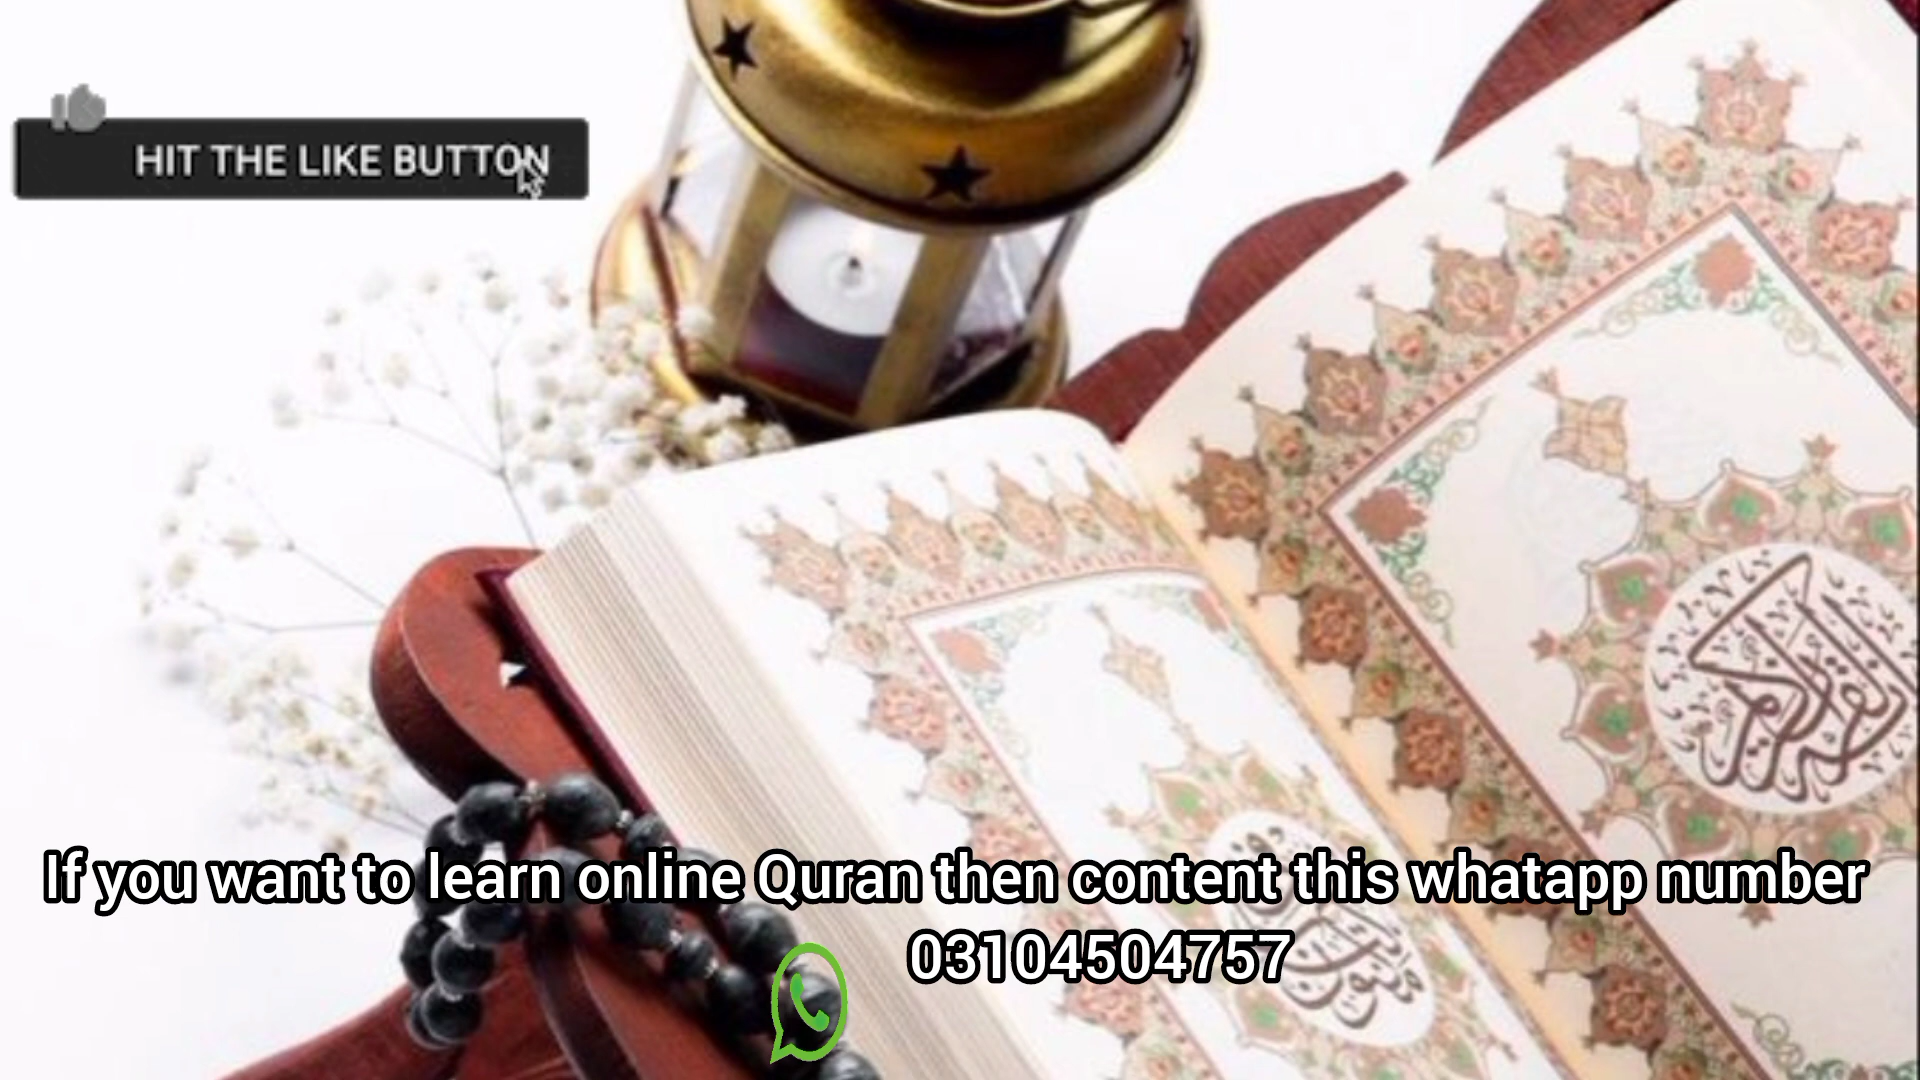 HIT THE LIKE BUTTON
If you want to learn online Quran then content this whatapp number
03104504757